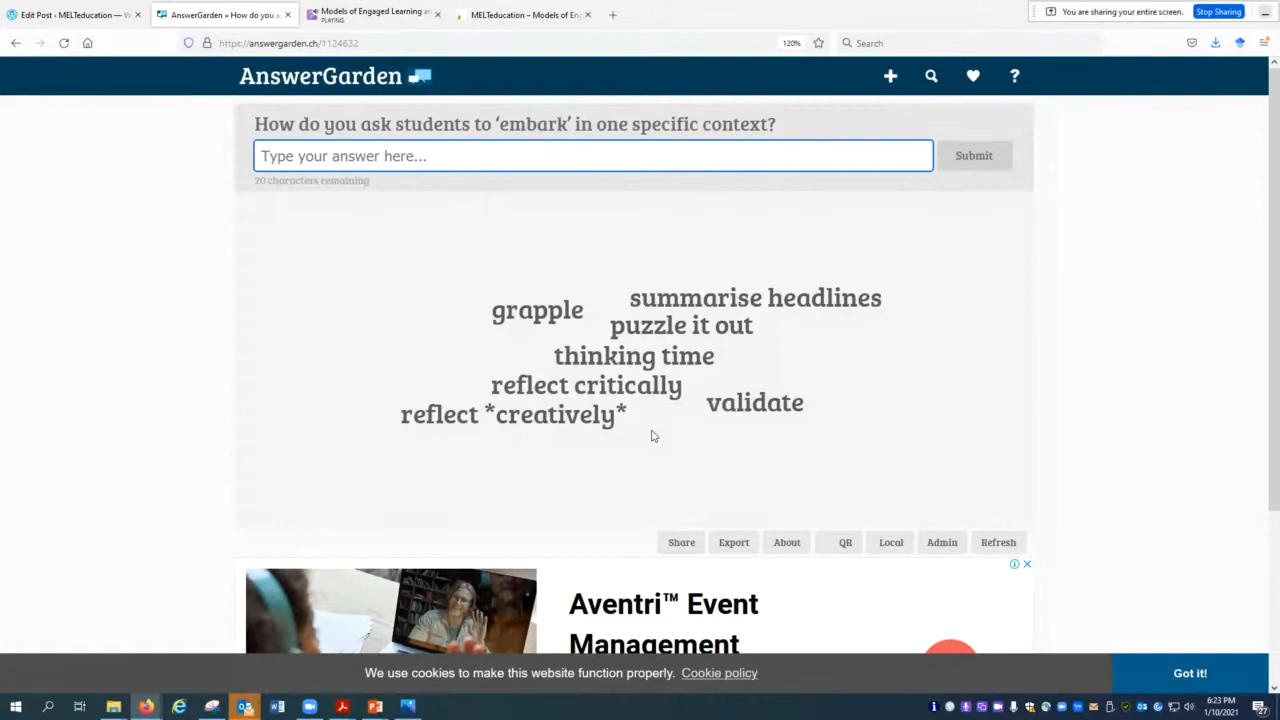 Edit Post ‹ MELTeducation — W
AnswerGarden » How do you a
Models of Engaged Learning an
PLAYING
MELTeducation – Models of Eng
You are sharing your entire screen.
Stop Sharing
https://answergarden.ch/1124632
120%
Search
AnswerGarden
How do you ask students to ‘embark’ in one specific context?
Type your answer here...
Submit
20 characters remaining
grapple
summarise headlines
puzzle it out
thinking time
reflect critically
validate
reflect *creatively*
Share
Export
About
QR
Local
Admin
Refresh
Aventri™ Event
Management
We use cookies to make this website function properly. Cookie policy
Got it!
6:23 PM
1/10/2021
27